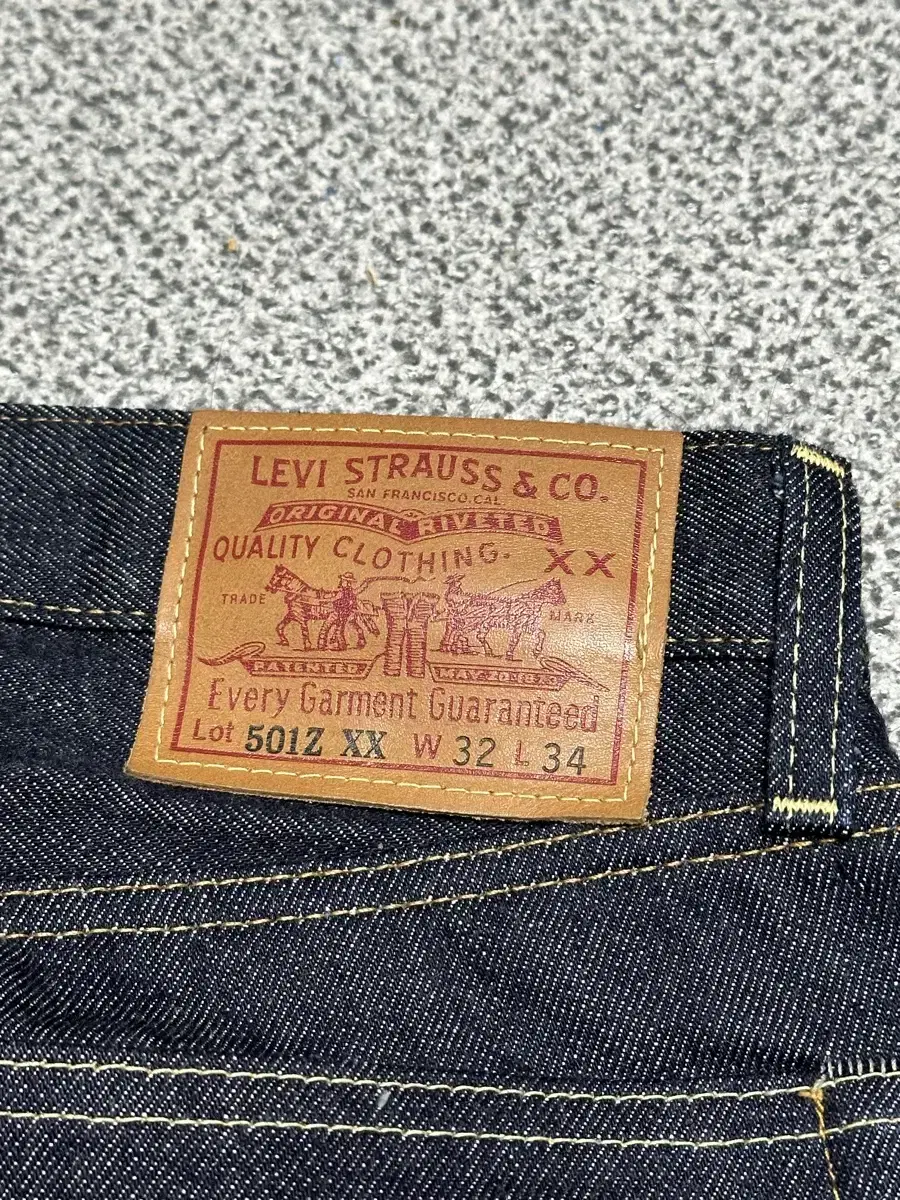 LEVI STRAUSS & CO.
SAN FRANCISCO, CAL
ORIGINAL RIVETED
QUALITY CLOTHING. XX
TRADE MARK
PATENTED MAY 20 1873
Every Garment Guaranteed
Lot 501Z XX W 32 L 34